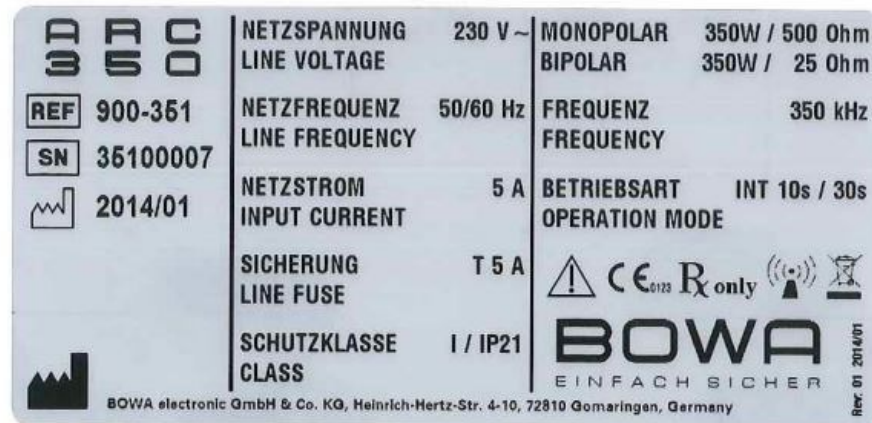 ARC
350
REF 900-351
SN 35100007
2014/01
NETZSPANNUNG 230 V ~
LINE VOLTAGE
NETZFREQUENZ 50/60 Hz
LINE FREQUENCY
NETZSTROM 5 A
INPUT CURRENT
SICHERUNG T 5 A
LINE FUSE
SCHUTZKLASSE I / IP21
CLASS
MONOPOLAR 350W / 500 Ohm
BIPOLAR 350W / 25 Ohm
FREQUENZ 350 kHz
FREQUENCY
BETRIEBSART INT 10s / 30s
OPERATION MODE
CE 0123 Rx only
BOWA
EINFACH SICHER
Rev. 01 2014/01
BOWA electronic GmbH & Co. KG, Heinrich-Hertz-Str. 4-10, 72810 Gomaringen, Germany